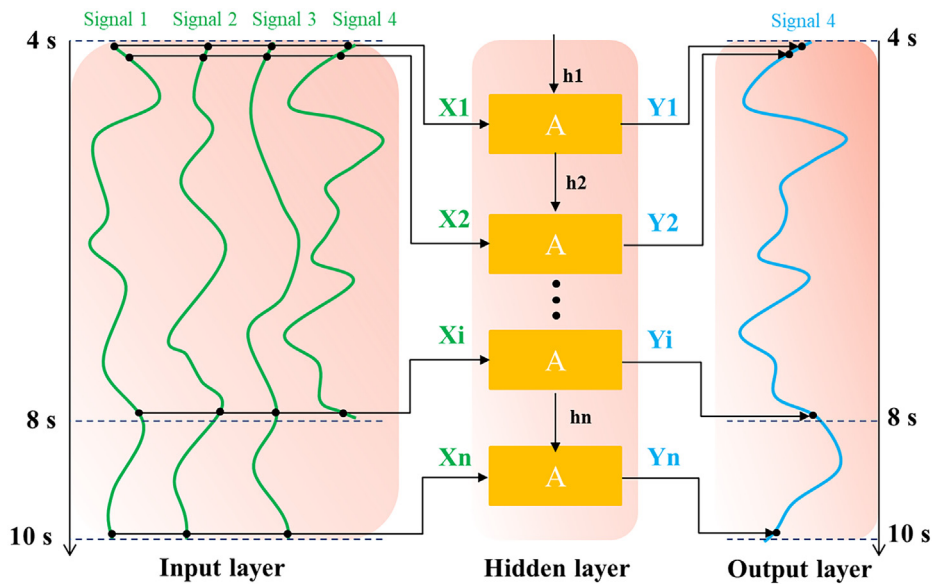 Signal 1 Signal 2 Signal 3 Signal 4
Signal 4
4 s
4 s
h1
X1
A
Y1
h2
X2
A
Y2
Xi
A
Yi
8 s
8 s
hn
Xn
A
Yn
10 s
10 s
Input layer
Hidden layer
Output layer